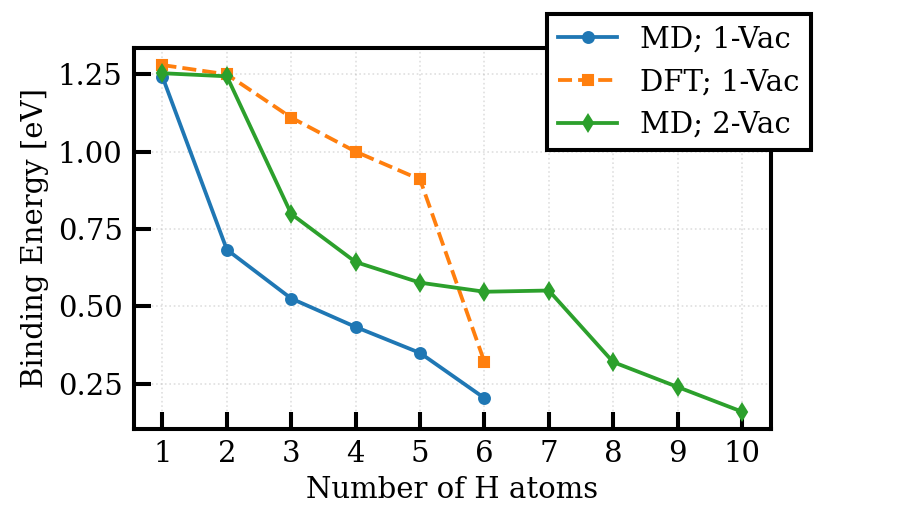 MD; 1-Vac
DFT; 1-Vac
MD; 2-Vac
Binding Energy [eV]
1.25
1.00
0.75
0.50
0.25
1 2 3 4 5 6 7 8 9 10
Number of H atoms